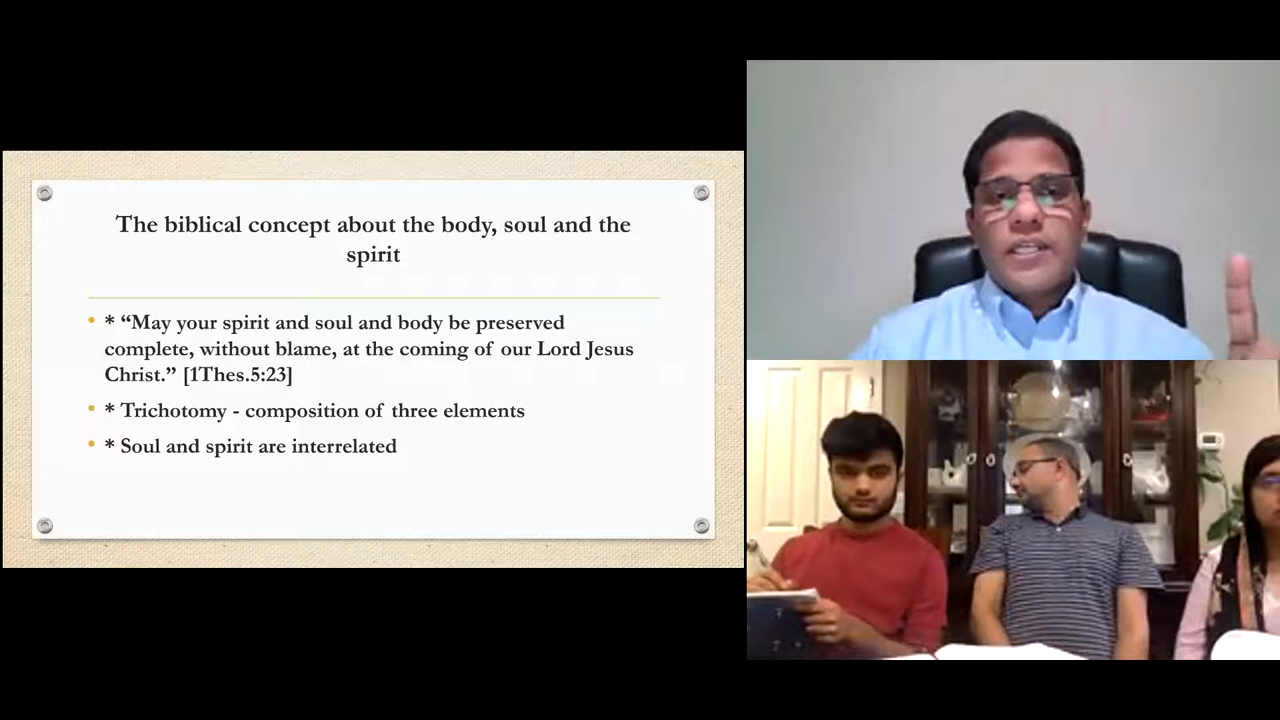 The biblical concept about the body, soul and the
spirit
• * “May your spirit and soul and body be preserved
complete, without blame, at the coming of our Lord Jesus
Christ.” [1Thes.5:23]
• * Trichotomy - composition of three elements
• * Soul and spirit are interrelated